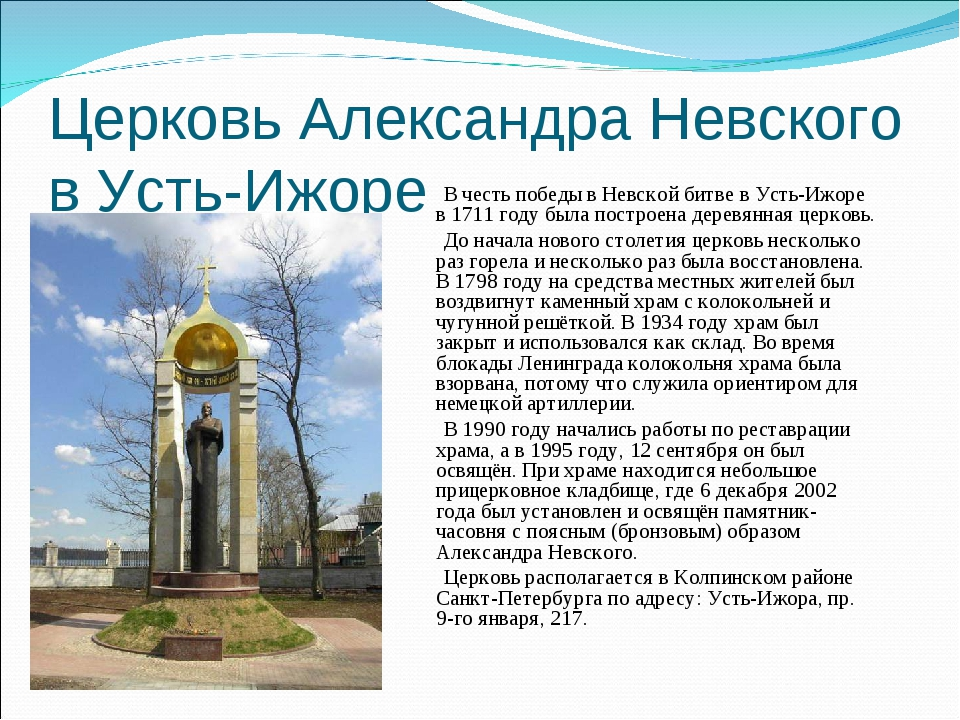 Церковь Александра Невского
в Усть-Ижоре
В честь победы в Невской битве в Усть-Ижоре
в 1711 году была построена деревянная церковь.
До начала нового столетия церковь несколько
раз горела и несколько раз была восстановлена.
В 1798 году на средства местных жителей был
воздвигнут каменный храм с колокольней и
чугунной решёткой. В 1934 году храм был
закрыт и использовался как склад. Во время
блокады Ленинграда колокольня храма была
взорвана, потому что служила ориентиром для
немецкой артиллерии.
В 1990 году начались работы по реставрации
храма, а в 1995 году, 12 сентября он был
освящён. При храме находится небольшое
прицерковное кладбище, где 6 декабря 2002
года был установлен и освящён памятник-
часовня с поясным (бронзовым) образом
Александра Невского.
Церковь располагается в Колпинском районе
Санкт-Петербурга по адресу: Усть-Ижора, пр.
9-го января, 217.